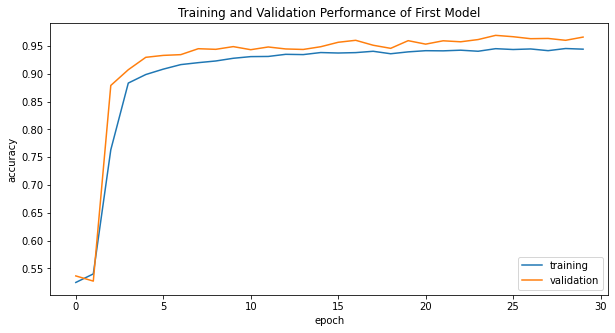 Training and Validation Performance of First Model
accuracy
0.95
0.90
0.85
0.80
0.75
0.70
0.65
0.60
0.55
0 5 10 15 20 25 30
epoch
training
validation